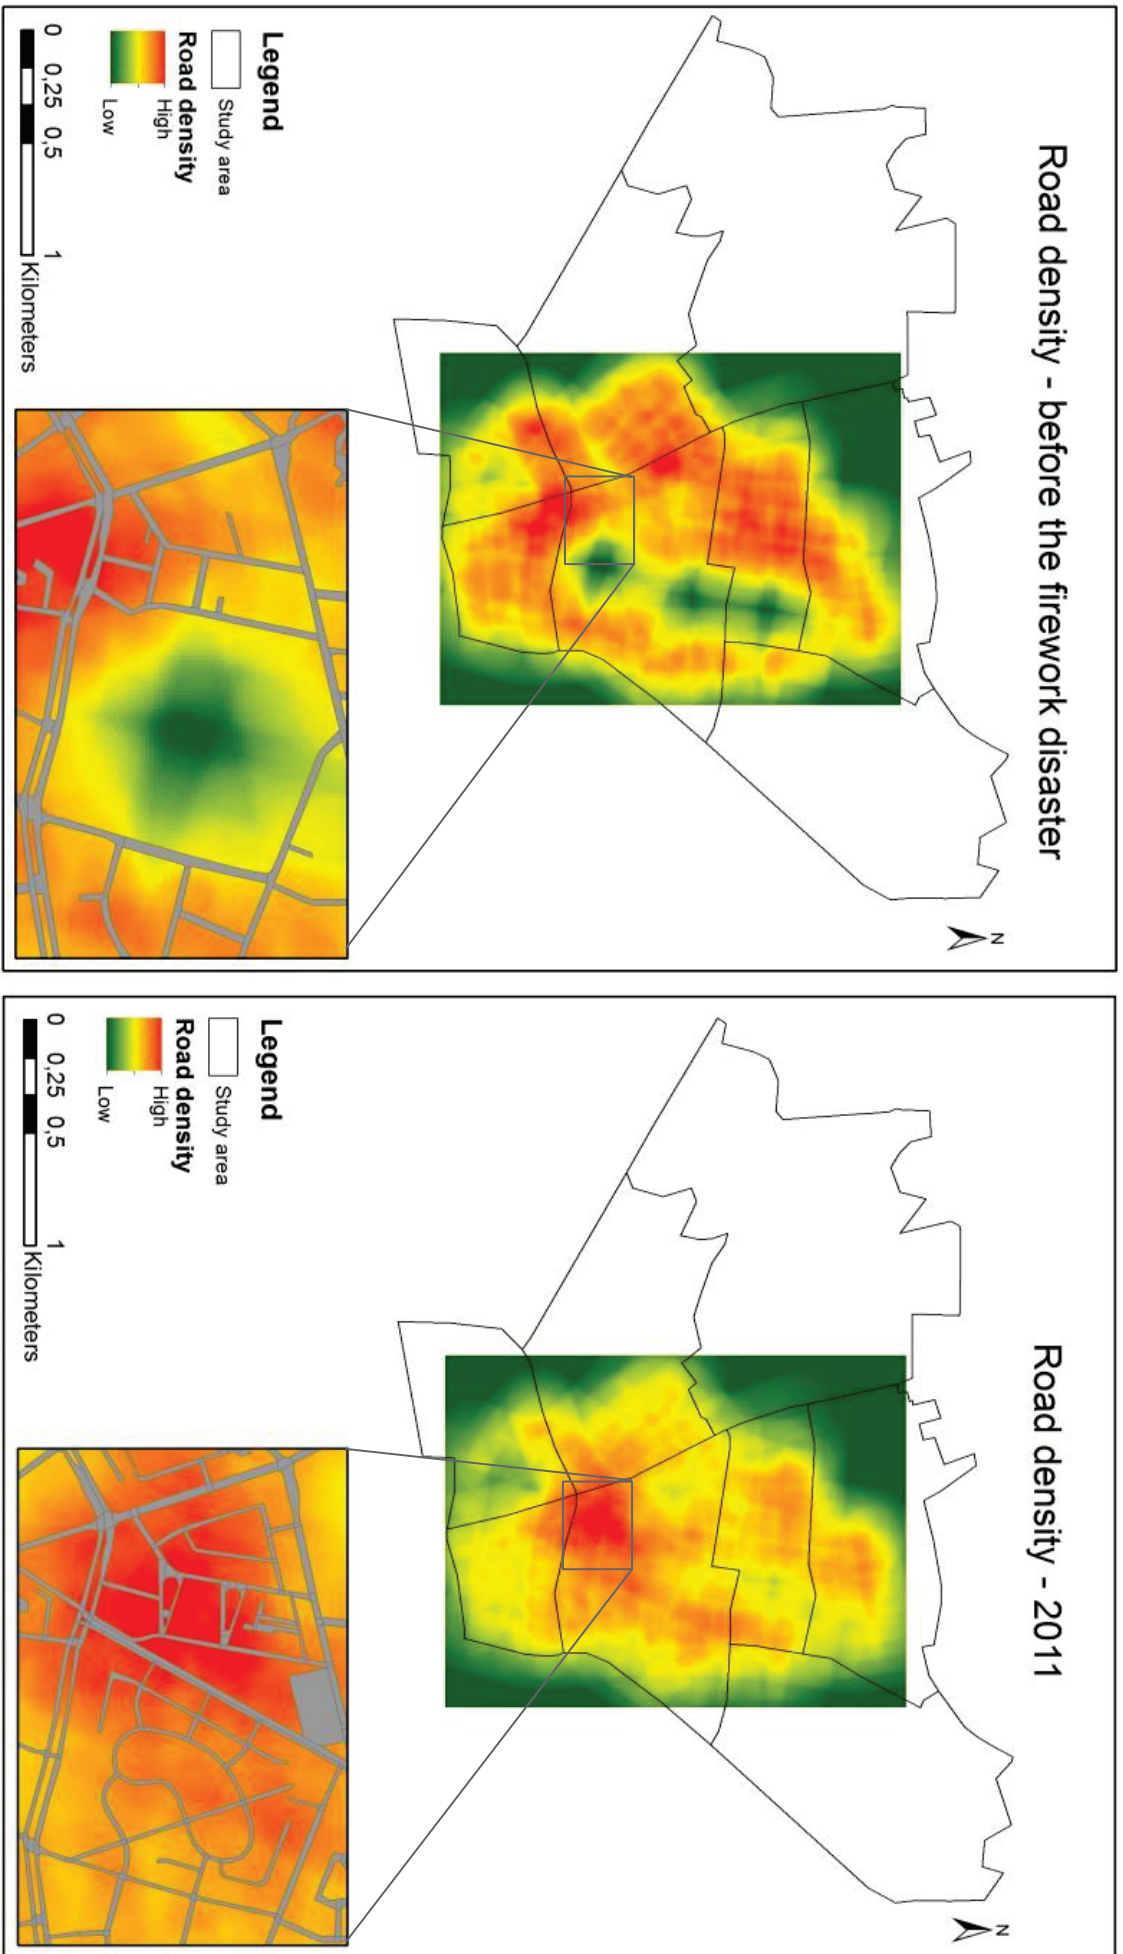 Road density - before the firework disaster
N
Legend
Study area
Road density
High
Low
0 0,25 0,5 1
Kilometers
Road density - 2011
N
Legend
Study area
Road density
High
Low
0 0,25 0,5 1
Kilometers